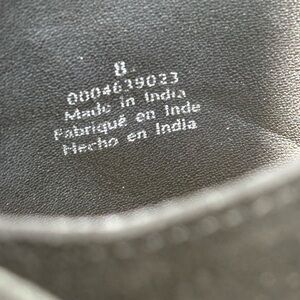 8
0004639023
Made in India
Fabriqué en Inde
Hecho en India